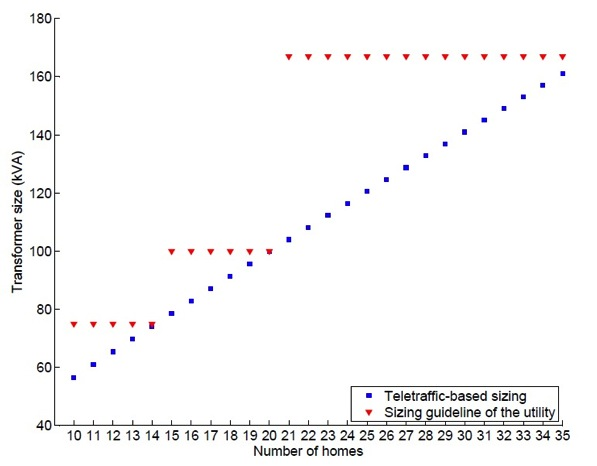 Transformer size (kVA)
180
160
140
120
100
80
60
40
10 11 12 13 14 15 16 17 18 19 20 21 22 23 24 25 26 27 28 29 30 31 32 33 34 35
Number of homes
Teletraffic-based sizing
Sizing guideline of the utility